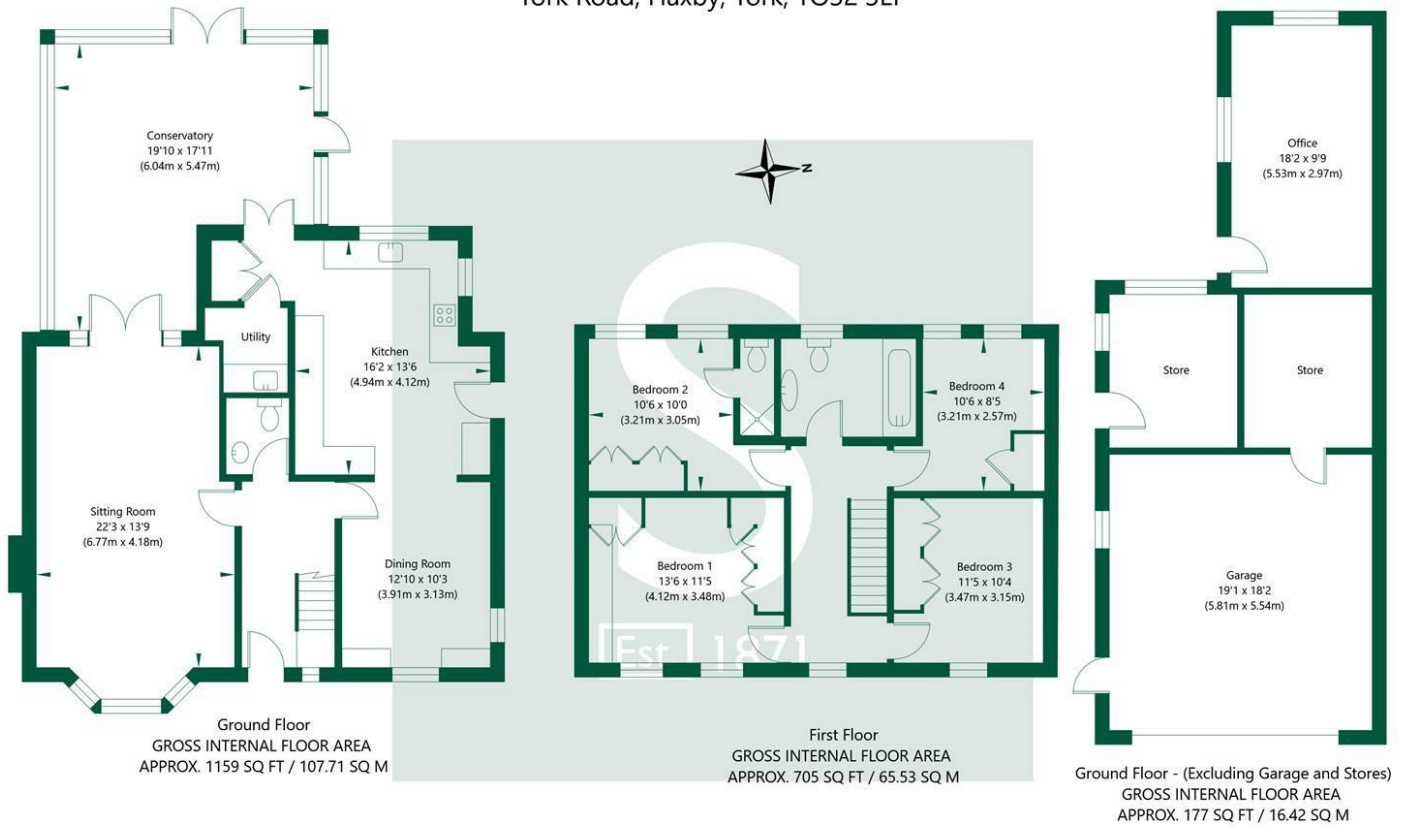 York Road, Haxby, York, YO32 3EF
Conservatory
19'10 x 17'11
(6.04m x 5.47m)
Utility
Kitchen
16'2 x 13'6
(4.94m x 4.12m)
Sitting Room
22'3 x 13'9
(6.77m x 4.18m)
Dining Room
12'10 x 10'3
(3.91m x 3.13m)
Ground Floor
GROSS INTERNAL FLOOR AREA
APPROX. 1159 SQ FT / 107.71 SQ M
N
S
Bedroom 2
10'6 x 10'0
(3.21m x 3.05m)
Bedroom 4
10'6 x 8'5
(3.21m x 2.57m)
Bedroom 1
13'6 x 11'5
(4.12m x 3.48m)
Bedroom 3
11'5 x 10'4
(3.47m x 3.15m)
Est 1871
First Floor
GROSS INTERNAL FLOOR AREA
APPROX. 705 SQ FT / 65.53 SQ M
Office
18'2 x 9'9
(5.53m x 2.97m)
Store
Store
Garage
19'1 x 18'2
(5.81m x 5.54m)
Ground Floor - (Excluding Garage and Stores)
GROSS INTERNAL FLOOR AREA
APPROX. 177 SQ FT / 16.42 SQ M